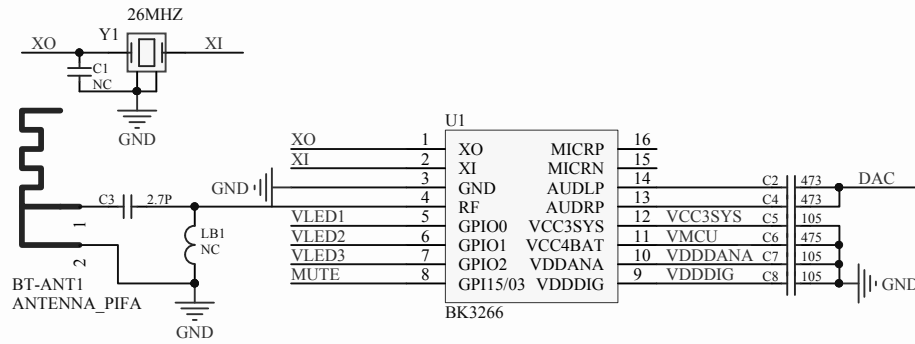 26MHZ
XO
Y1
XI
C1
NC
GND
U1
XO 1 XO MICRP 16
XI 2 XI MICRN 15
GND 3 GND AUDLP 14 C2 473 DAC
C3 2.7P 4 RF AUDRP 13 C4 473
1 VLED1 5 GPIO0 VCC3SYS 12 VCC3SYS C5 105
LB1 VLED2 6 GPIO1 VCC4BAT 11 VMCU C6 475
NC
2 VLED3 7 GPIO2 VDDANA 10 VDDDANA C7 105
MUTE 8 GPI15/03 VDDDIG 9 VDDDIG C8 105 GND
BT-ANT1
ANTENNA_PIFA
GND
BK3266